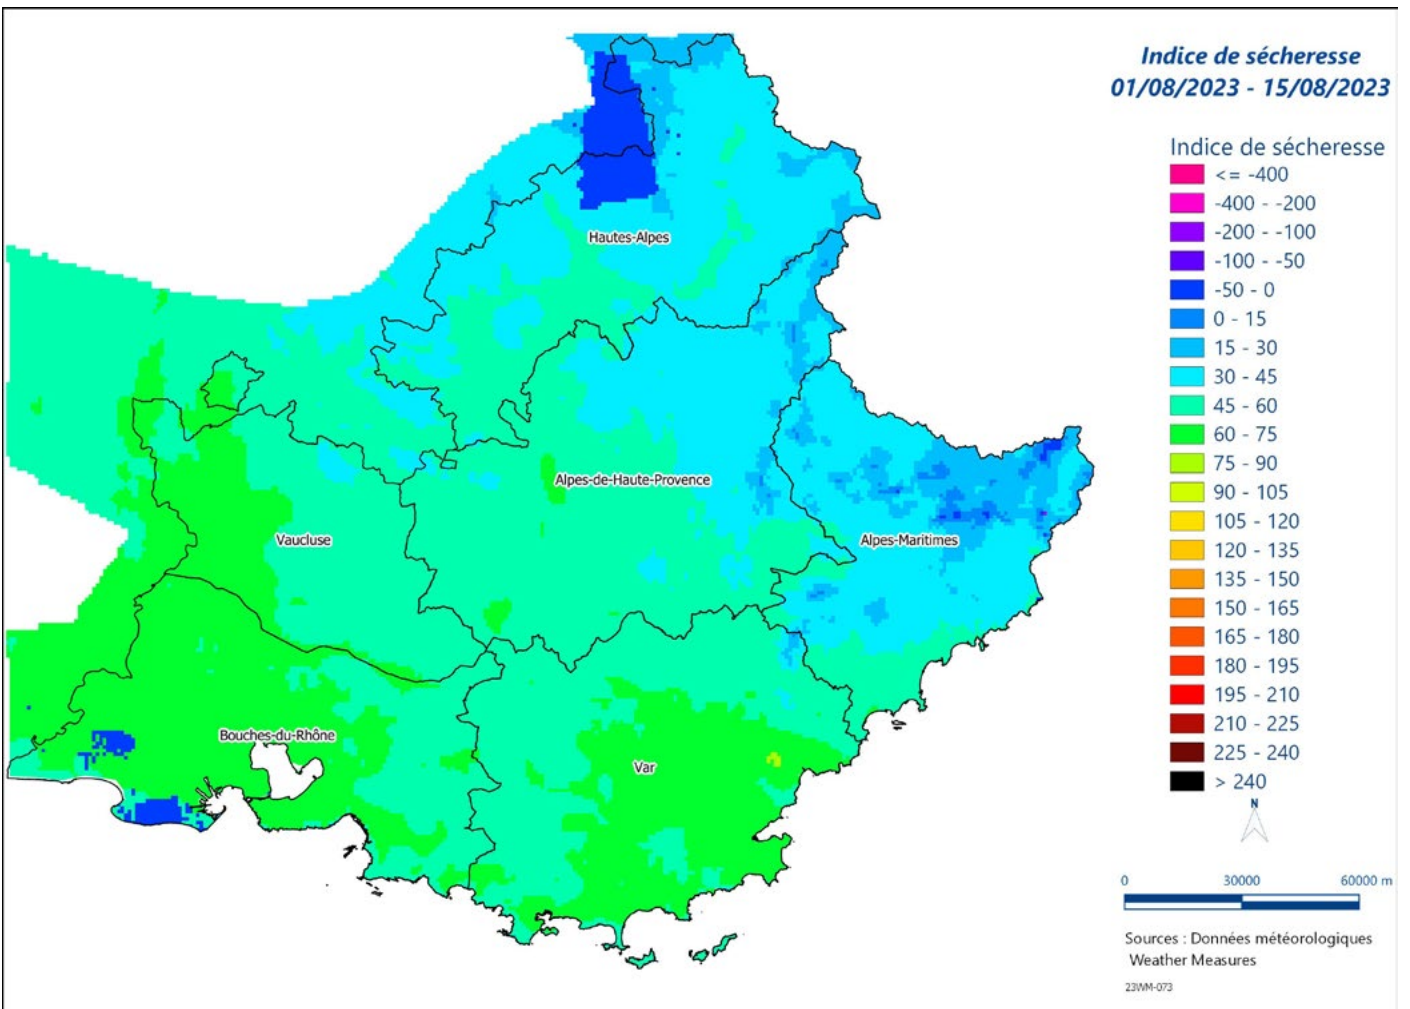 Indice de sécheresse
01/08/2023 - 15/08/2023
Indice de sécheresse
<= -400
-400 - -200
-200 - -100
-100 - -50
-50 - 0
0 - 15
15 - 30
30 - 45
45 - 60
60 - 75
75 - 90
90 - 105
105 - 120
120 - 135
135 - 150
150 - 165
165 - 180
180 - 195
195 - 210
210 - 225
225 - 240
> 240
N
0 30000 60000 m
Sources : Données météorologiques
Weather Measures
23WM-073
Hautes-Alpes
Alpes-de-Haute-Provence
Vaucluse
Alpes-Maritimes
Bouches-du-Rhône
Var